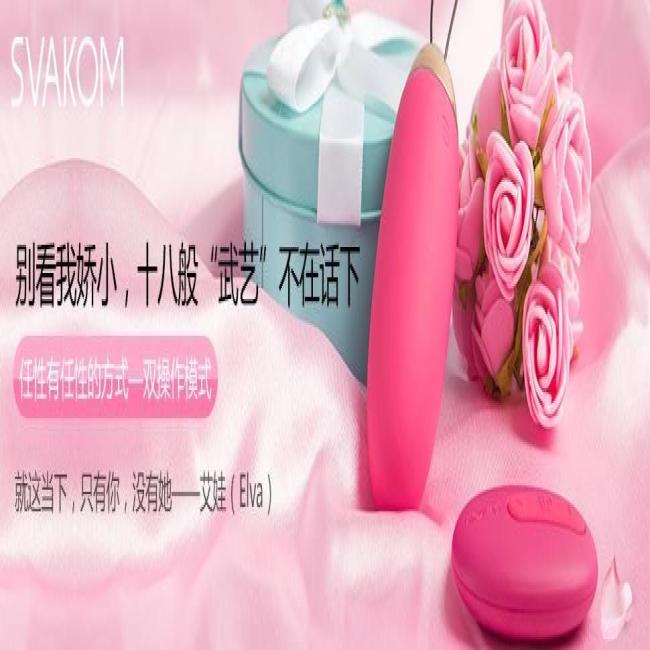 SVAKOM
别看我娇小，十八般“武艺”不在话下
任性有任性的方式—双操作模式
就这当下，只有你，没有她——艾娃（Elva）